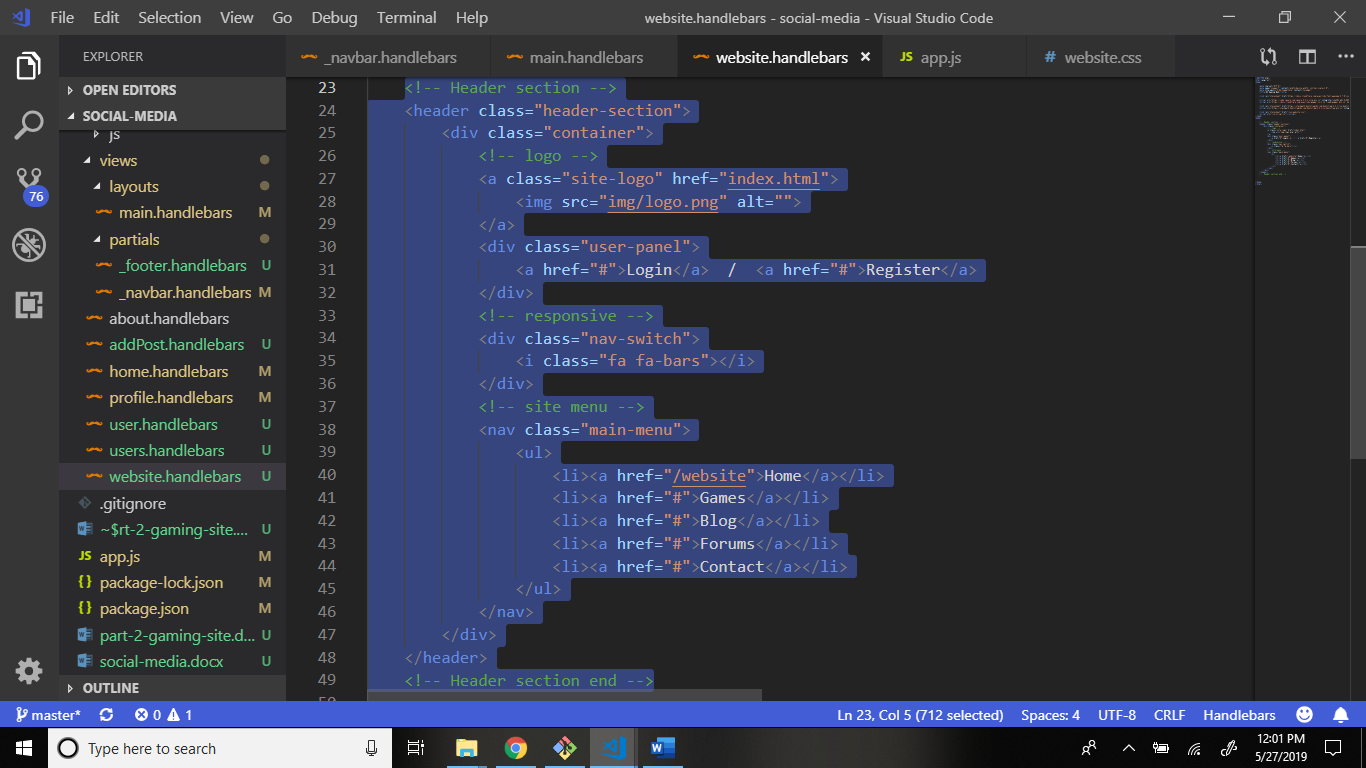 File Edit Selection View Go Debug Terminal Help
website.handlebars - social-media - Visual Studio Code
EXPLORER
OPEN EDITORS
SOCIAL-MEDIA
js
views
layouts
main.handlebars M
partials
_footer.handlebars U
_navbar.handlebars M
about.handlebars
addPost.handlebars U
home.handlebars M
profile.handlebars M
user.handlebars U
users.handlebars U
website.handlebars U
.gitignore
~$rt-2-gaming-site.... U
JS app.js M
{} package-lock.json M
{} package.json M
part-2-gaming-site.d... U
social-media.docx U
OUTLINE
76
_navbar.handlebars main.handlebars website.handlebars JS app.js # website.css
23 <!-- Header section -->
24 <header class="header-section">
25 <div class="container">
26 <!-- logo -->
27 <a class="site-logo" href="index.html">
28 <img src="img/logo.png" alt="">
29 </a>
30 <div class="user-panel">
31 <a href="#">Login</a> / <a href="#">Register</a>
32 </div>
33 <!-- responsive -->
34 <div class="nav-switch">
35 <i class="fa fa-bars"></i>
36 </div>
37 <!-- site menu -->
38 <nav class="main-menu">
39 <ul>
40 <li><a href="/website">Home</a></li>
41 <li><a href="#">Games</a></li>
42 <li><a href="#">Blog</a></li>
43 <li><a href="#">Forums</a></li>
44 <li><a href="#">Contact</a></li>
45 </ul>
46 </nav>
47 </div>
48 </header>
49 <!-- Header section end -->
master* 0 1 Ln 23, Col 5 (712 selected) Spaces: 4 UTF-8 CRLF Handlebars
Type here to search
12:01 PM
5/27/2019